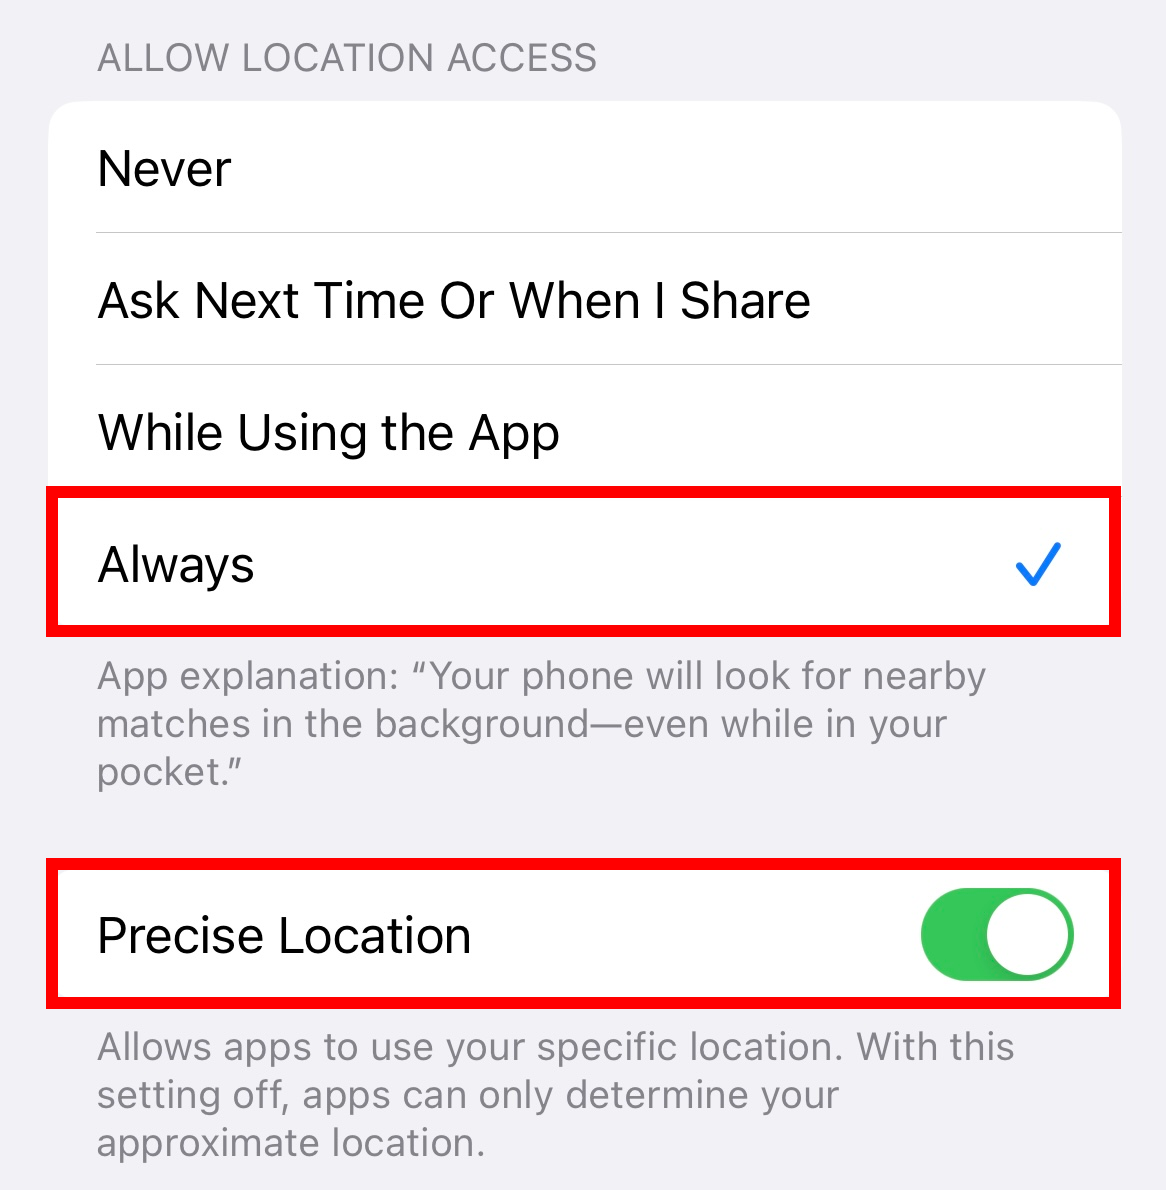 ALLOW LOCATION ACCESS
Never
Ask Next Time Or When I Share
While Using the App
Always
App explanation: “Your phone will look for nearby
matches in the background—even while in your
pocket.”
Precise Location
Allows apps to use your specific location. With this
setting off, apps can only determine your
approximate location.